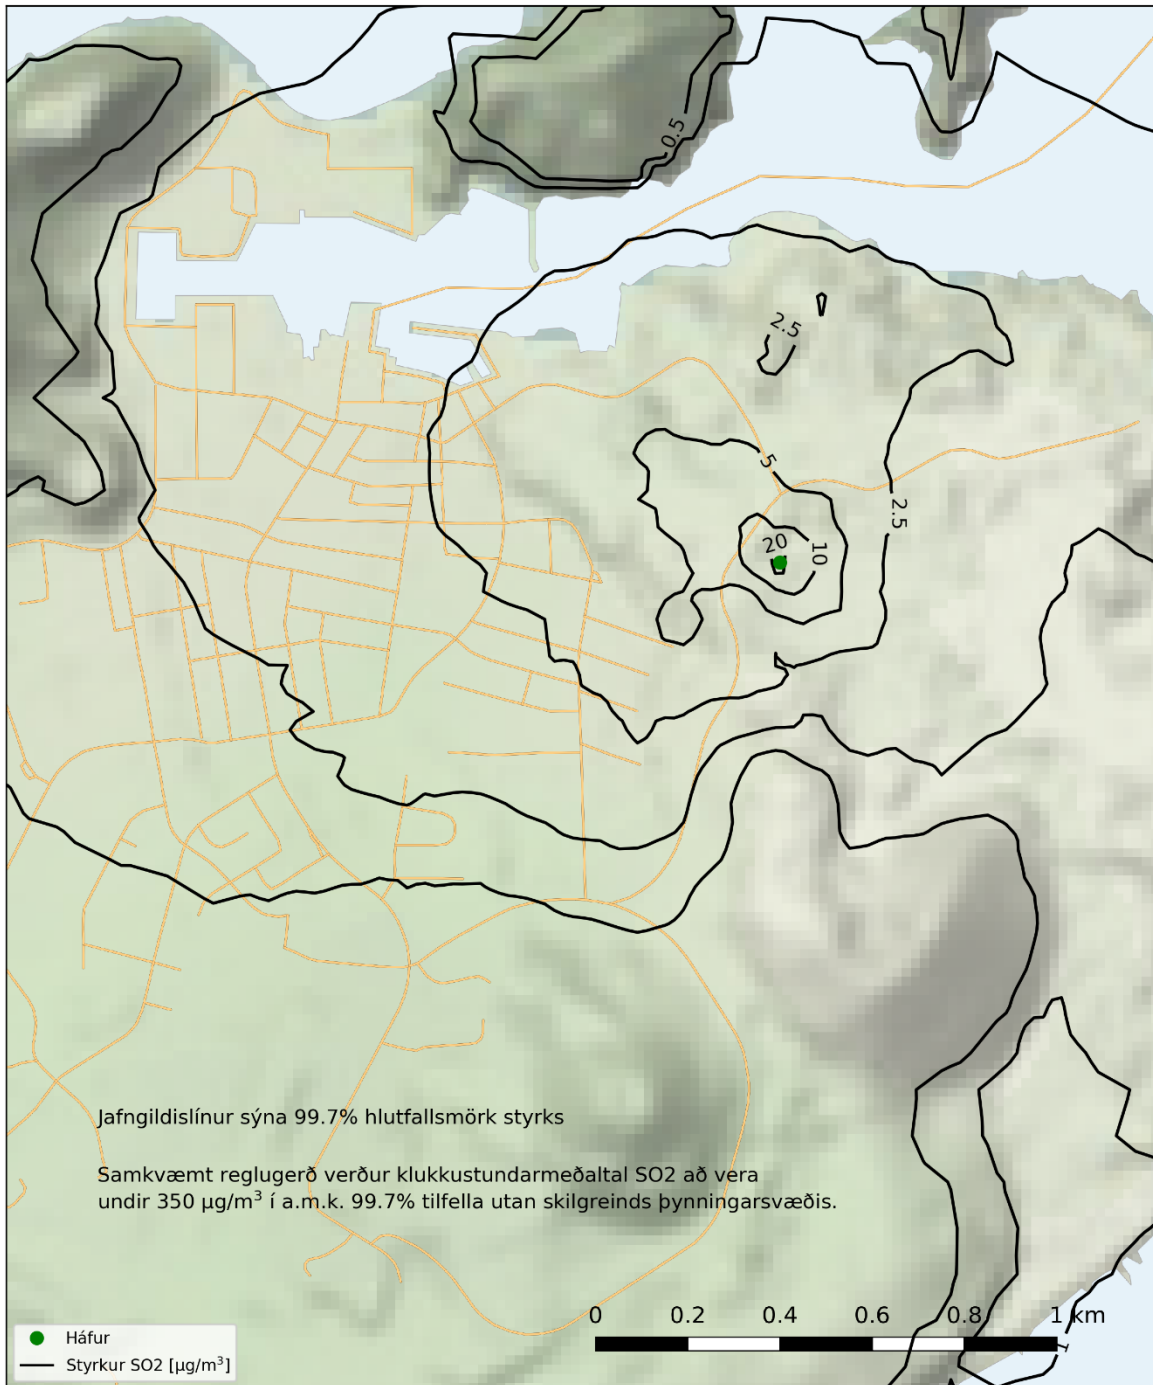 0.5
2.5
5
2.5
20
10
Jafngildislínur sýna 99.7% hlutfallsmörk styrks
Samkvæmt reglugerð verður klukkustundarmeðaltal SO2 að vera
undir 350 µg/m³ í a.m.k. 99.7% tilfella utan skilgreinds þynningarsvæðis.
0 0.2 0.4 0.6 0.8 1 km
1
Háfur
Styrkur SO2 [µg/m³]